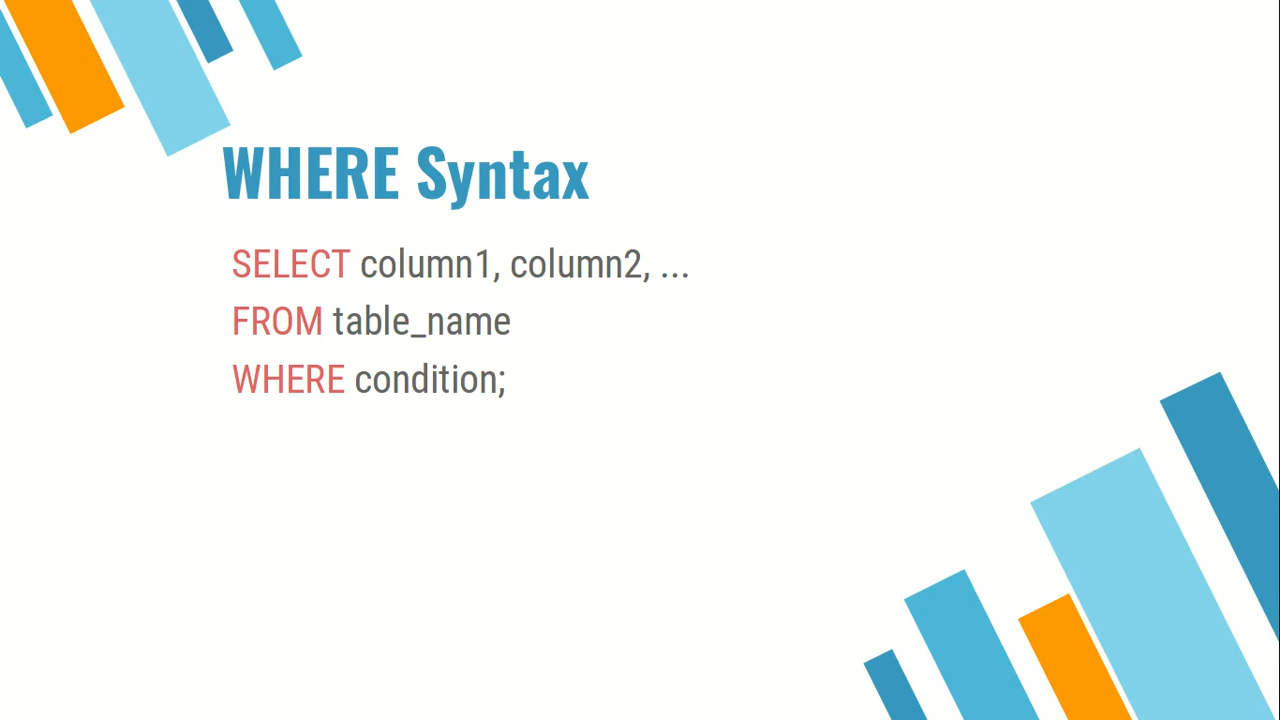 WHERE Syntax
SELECT column1, column2, ...
FROM table_name
WHERE condition;